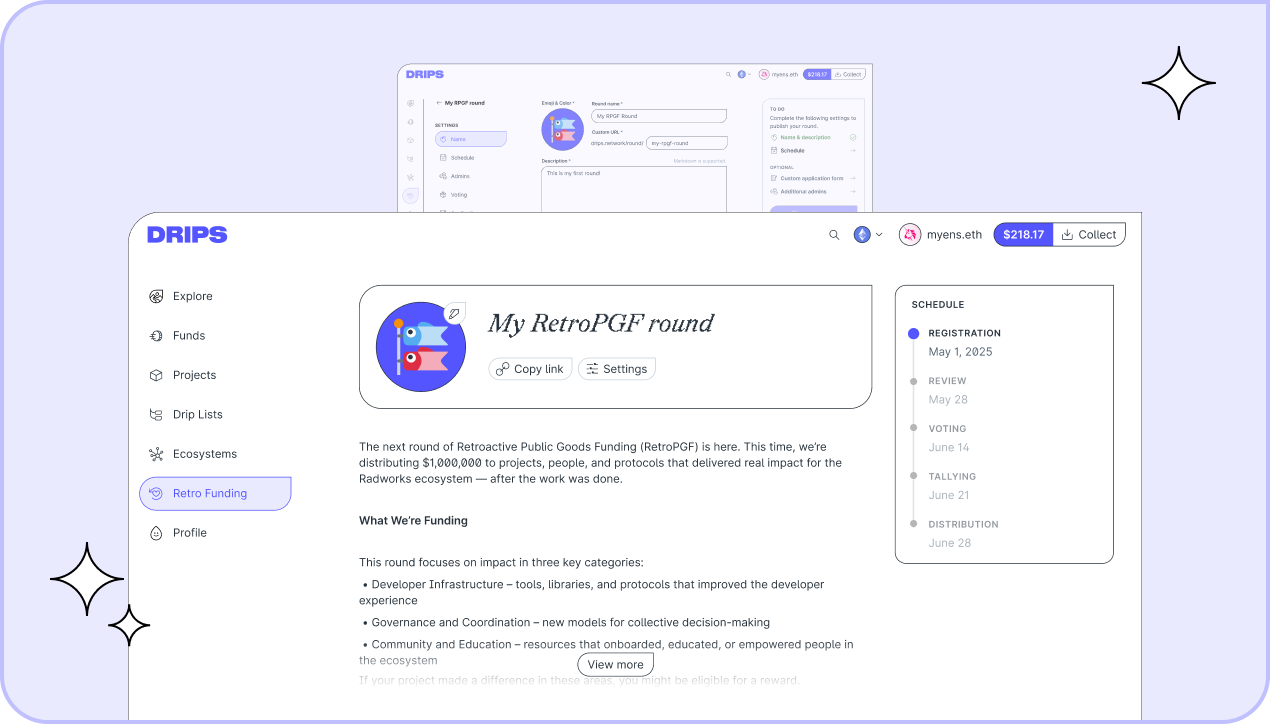 DRIPS
myens.eth
$218.17
Collect
← My RPGF round
SETTINGS
Name
Schedule
Admins
Voting
Emoji & Color *
Round name *
My RPGF Round
Custom URL *
drips.network/round/
my-rpgf-round
Description *
Markdown is supported.
This is my first round!
TO DO
Complete the following settings to
publish your round.
Name & description
Schedule
OPTIONAL
Custom application form
Additional admins
DRIPS
myens.eth
$218.17
Collect
Explore
Funds
Projects
Drip Lists
Ecosystems
Retro Funding
Profile
My RetroPGF round
Copy link
Settings
The next round of Retroactive Public Goods Funding (RetroPGF) is here. This time, we’re
distributing $1,000,000 to projects, people, and protocols that delivered real impact for the
Radworks ecosystem — after the work was done.
What We’re Funding
This round focuses on impact in three key categories:
• Developer Infrastructure – tools, libraries, and protocols that improved the developer
experience
• Governance and Coordination – new models for collective decision-making
• Community and Education – resources that onboarded, educated, or empowered people in
the ecosystem
If your project made a difference in these areas, you might be eligible for a reward.
View more
SCHEDULE
REGISTRATION
May 1, 2025
REVIEW
May 28
VOTING
June 14
TALLYING
June 21
DISTRIBUTION
June 28